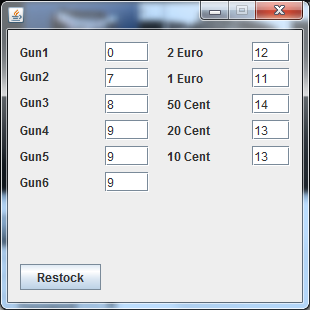 Gun1 0 2 Euro 12
Gun2 7 1 Euro 11
Gun3 8 50 Cent 14
Gun4 9 20 Cent 13
Gun5 9 10 Cent 13
Gun6 9
Restock